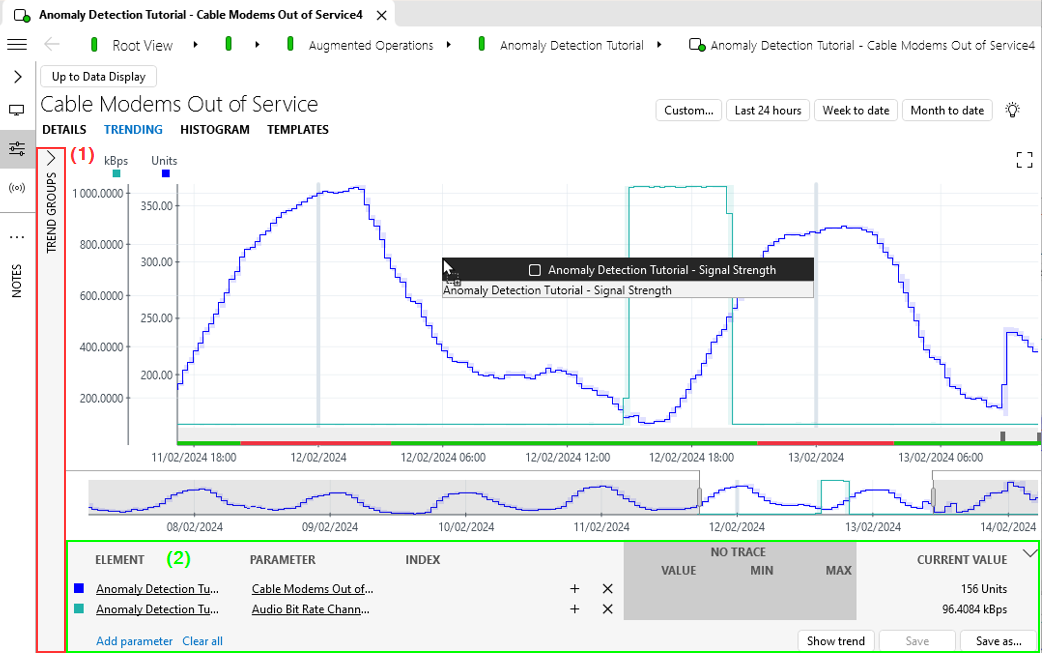 Anomaly Detection Tutorial - Cable Modems Out of Service4
Root View
Augmented Operations
Anomaly Detection Tutorial
Anomaly Detection Tutorial - Cable Modems Out of Service4
Up to Data Display
Cable Modems Out of Service
Custom...
Last 24 hours
Week to date
Month to date
DETAILS
TRENDING
HISTOGRAM
TEMPLATES
(1)
TREND GROUPS
NOTES
kBps
Units
1 000.0000
800.0000
600.0000
400.0000
200.0000
350.00
300.00
250.00
200.00
Anomaly Detection Tutorial - Signal Strength
Anomaly Detection Tutorial - Signal Strength
11/02/2024 18:00
12/02/2024
12/02/2024 06:00
12/02/2024 12:00
12/02/2024 18:00
13/02/2024
13/02/2024 06:00
08/02/2024
09/02/2024
10/02/2024
11/02/2024
12/02/2024
13/02/2024
14/02/2024
ELEMENT
(2)
PARAMETER
INDEX
NO TRACE
VALUE
MIN
MAX
CURRENT VALUE
Anomaly Detection Tu...
Cable Modems Out of...
156 Units
Anomaly Detection Tu...
Audio Bit Rate Chann...
96.4084 kBps
Add parameter
Clear all
Show trend
Save
Save as...